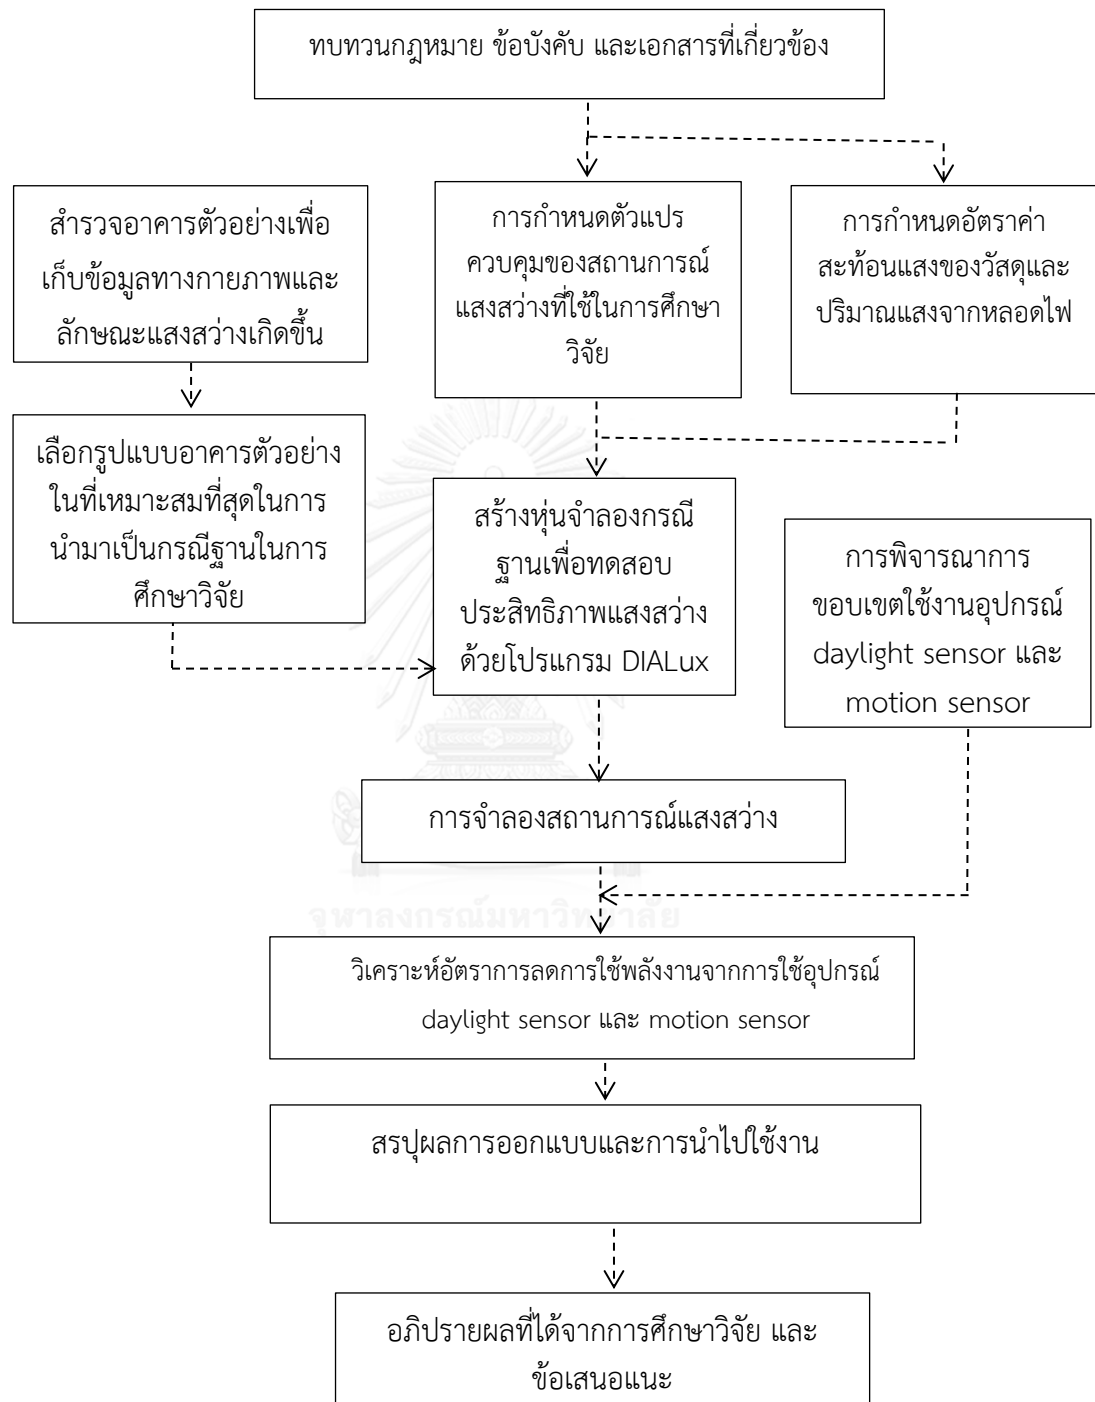 ทบทวนกฎหมาย ข้อบังคับ และเอกสารที่เกี่ยวข้อง
สำรวจอาคารตัวอย่างเพื่อ
เก็บข้อมูลทางกายภาพและ
ลักษณะแสงสว่างเกิดขึ้น
การกำหนดตัวแปร
ควบคุมของสถานการณ์
แสงสว่างที่ใช้ในการศึกษา
วิจัย
การกำหนดอัตราค่า
สะท้อนแสงของวัสดุและ
ปริมาณแสงจากหลอดไฟ
เลือกรูปแบบอาคารตัวอย่าง
ในที่เหมาะสมที่สุดในการ
นำมาเป็นกรณีฐานในการ
ศึกษาวิจัย
สร้างหุ่นจำลองกรณี
ฐานเพื่อทดสอบ
ประสิทธิภาพแสงสว่าง
ด้วยโปรแกรม DIALux
การพิจารณาการ
ขอบเขตใช้งานอุปกรณ์
daylight sensor และ
motion sensor
การจำลองสถานการณ์แสงสว่าง
จุฬาลงกรณ์มหาวิทยาลัย
วิเคราะห์อัตราการลดการใช้พลังงานจากการใช้อุปกรณ์
daylight sensor และ motion sensor
สรปุผลการออกแบบและการนำไปใช้งาน
อภิปรายผลที่ได้จากการศึกษาวิจัย และ
ข้อเสนอแนะ